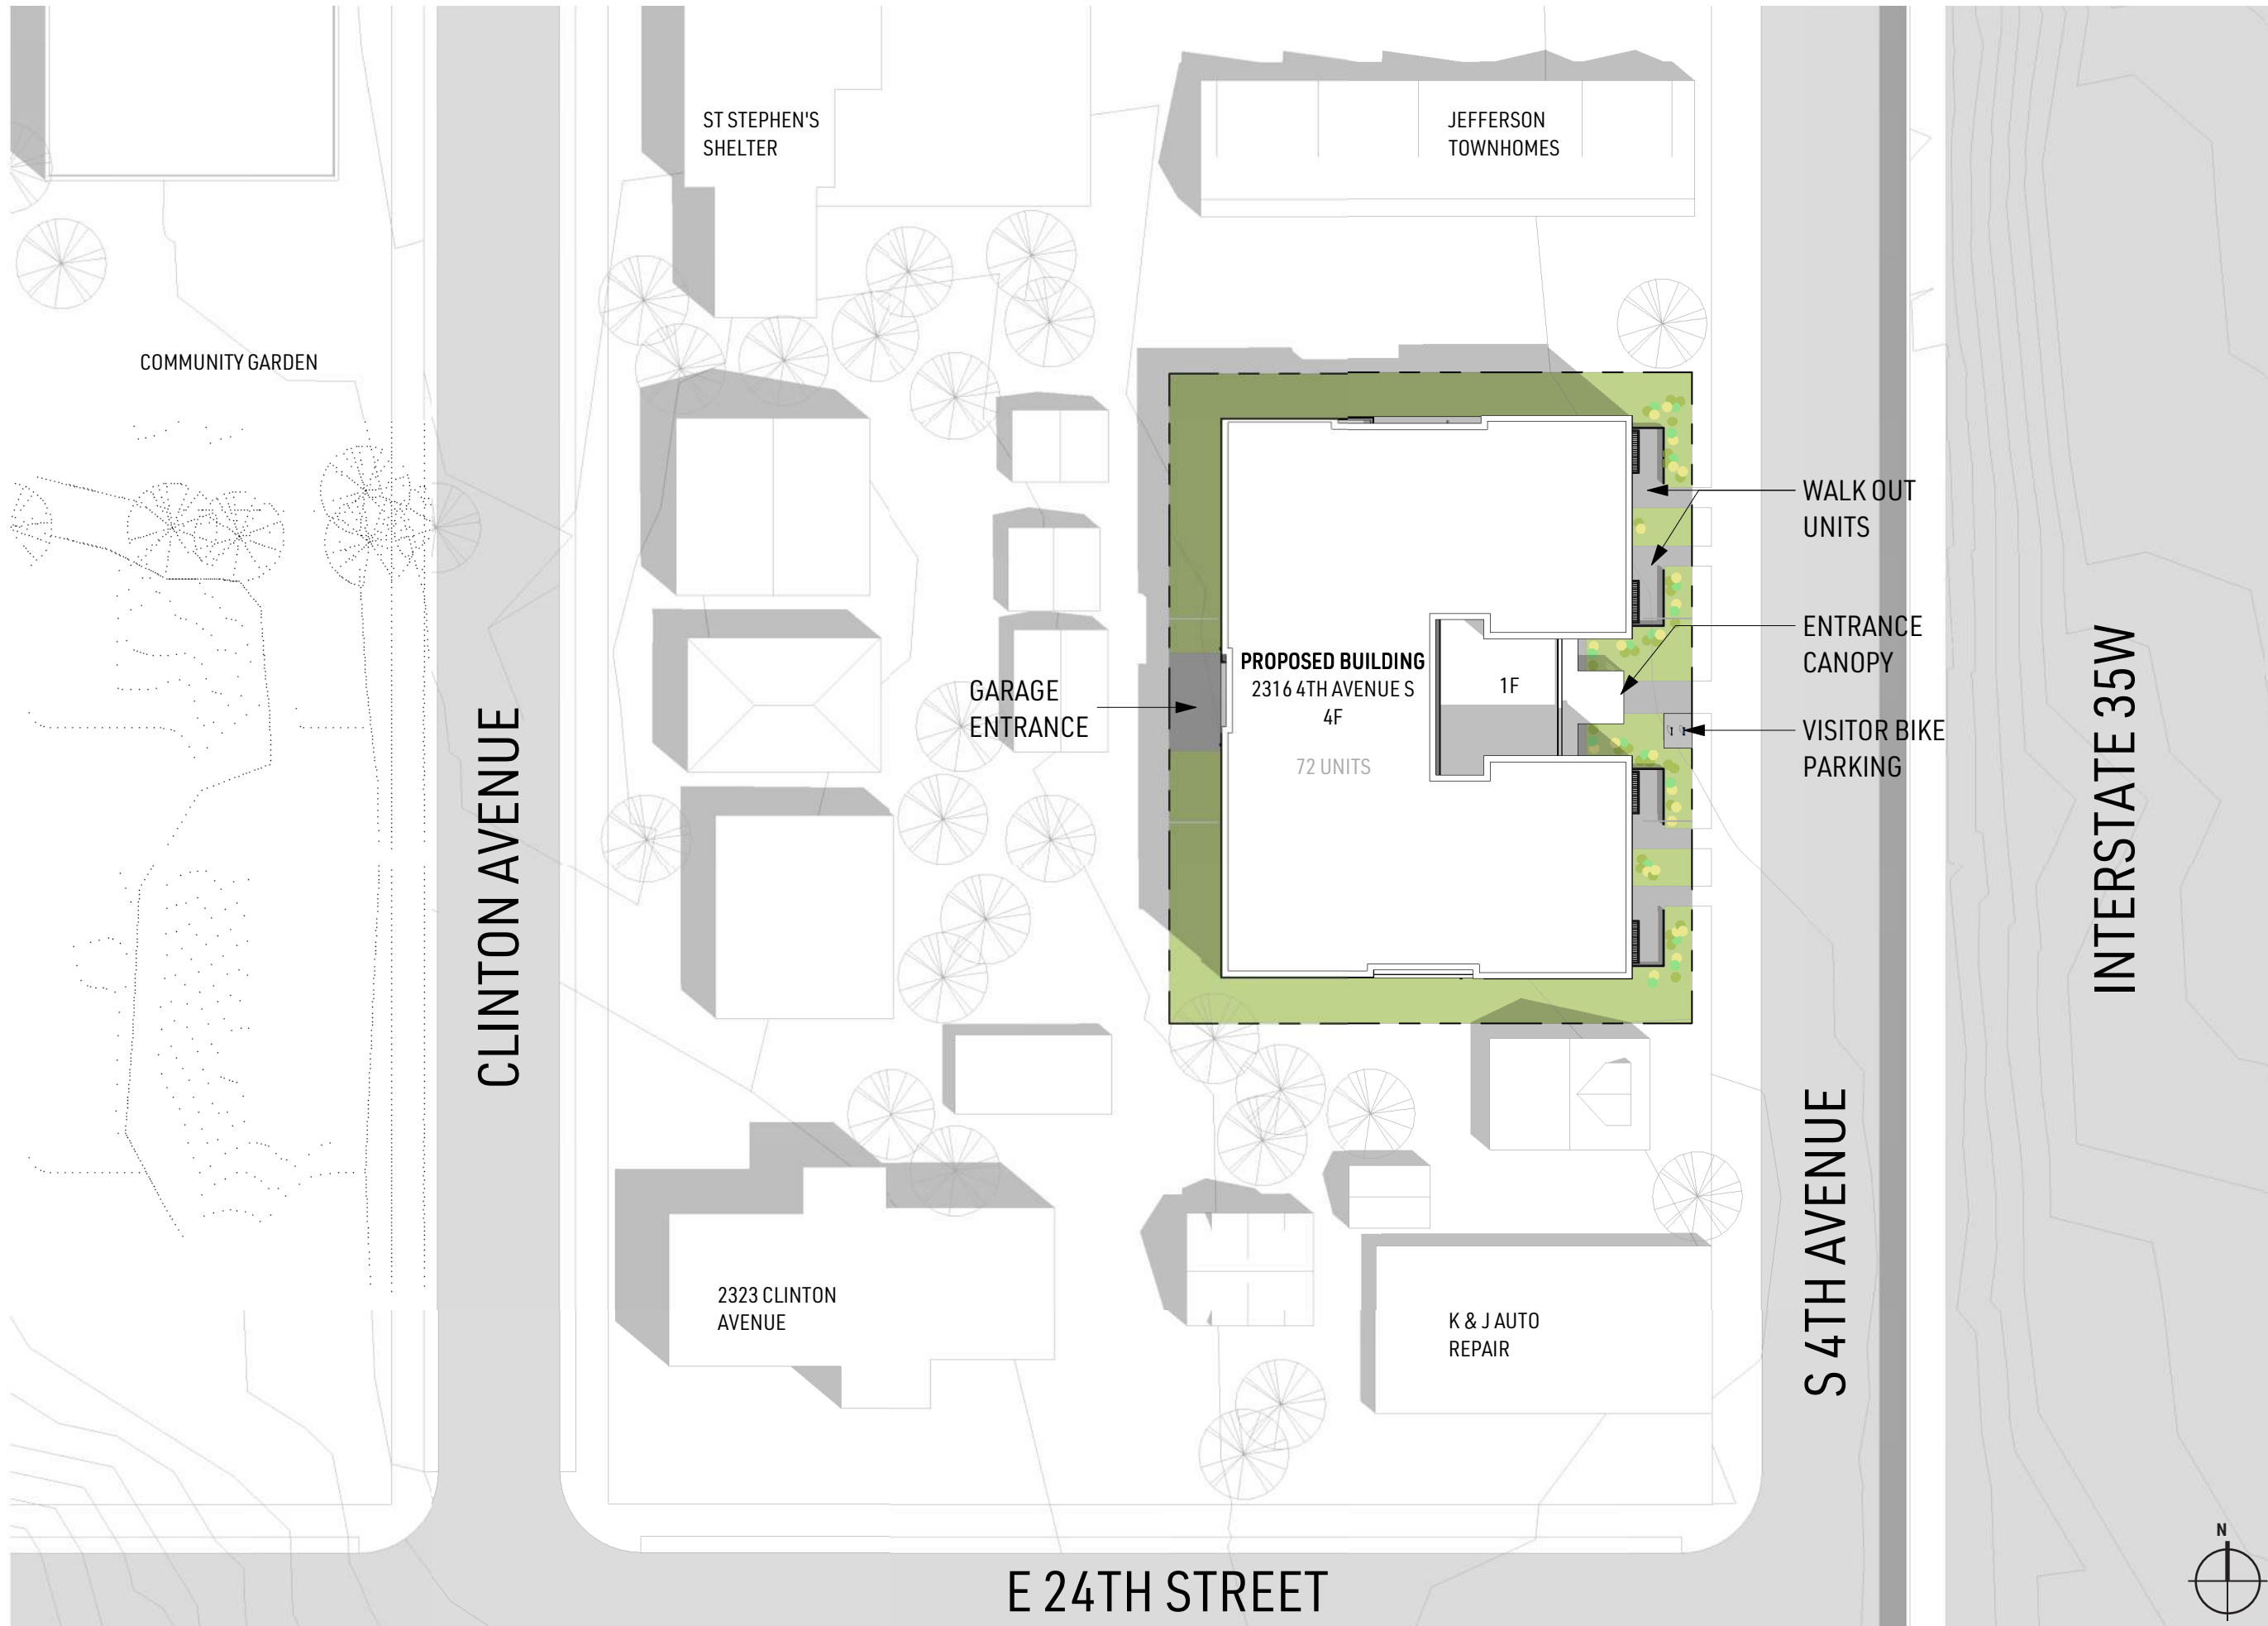 ST STEPHEN'S
SHELTER
JEFFERSON
TOWNHOMES
COMMUNITY GARDEN
WALK OUT
UNITS
ENTRANCE
CANOPY
PROPOSED BUILDING
2316 4TH AVENUE S
4F
72 UNITS
1F
GARAGE
ENTRANCE
VISITOR BIKE
PARKING
CLINTON AVENUE
INTERSTATE 35W
S 4TH AVENUE
2323 CLINTON
AVENUE
K & J AUTO
REPAIR
E 24TH STREET
N